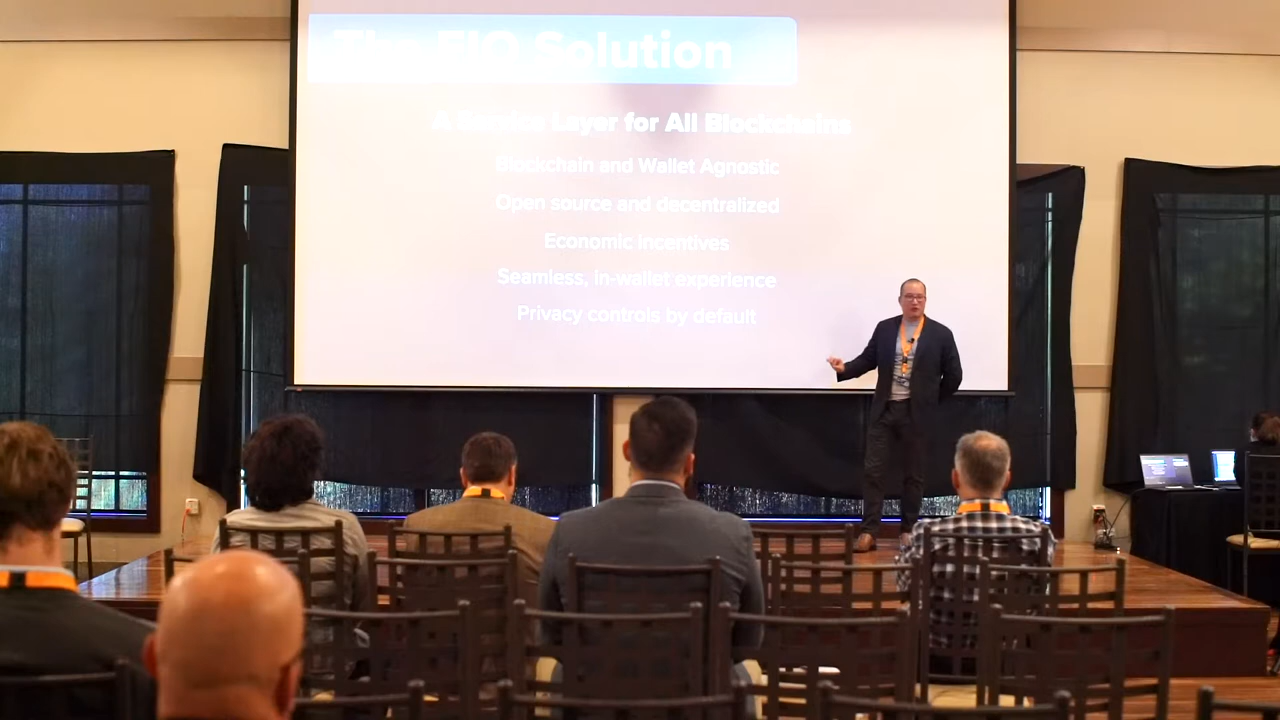 The FIO Solution
A Service Layer for All Blockchains
Blockchain and Wallet Agnostic
Open source and decentralized
Economic incentives
Seamless, in-wallet experience
Privacy controls by default